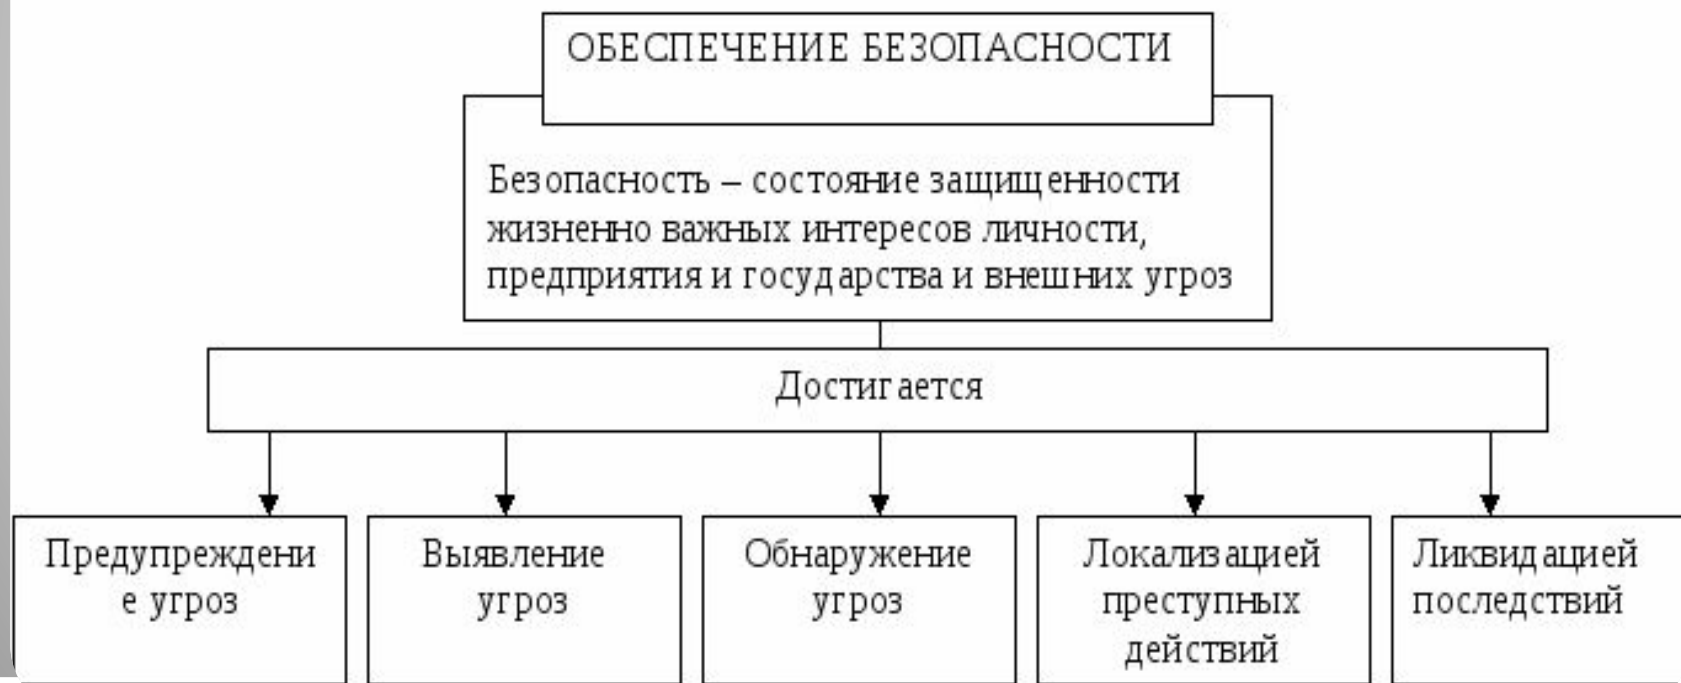 ОБЕСПЕЧЕНИЕ БЕЗОПАСНОСТИ
Безопасность – состояние защищенности
жизненно важных интересов личности,
предприятия и государства и внешних угроз
Достигается
Предупреждени
е угроз
Выявление
угроз
Обнаружение
угроз
Локализацией
преступных
действий
Ликвидацией
последствий